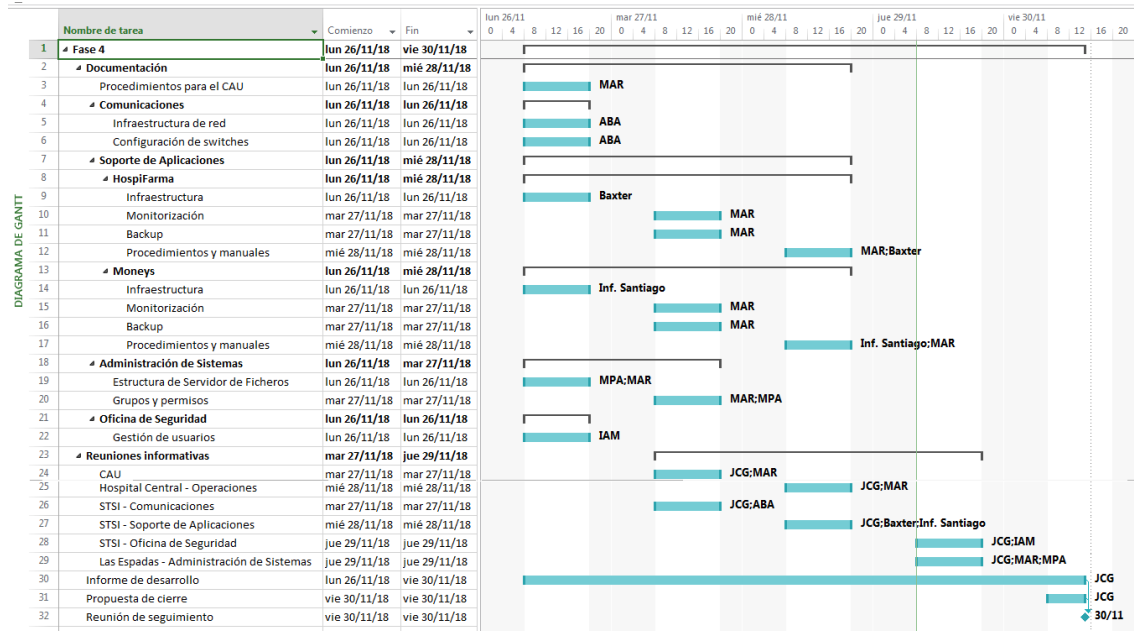 lun 26/11 mar 27/11 mié 28/11 jue 29/11 vie 30/11
Nombre de tarea Comienzo Fin 0 4 8 12 16 20 0 4 8 12 16 20 0 4 8 12 16 20 0 4 8 12 16 20 0 4 8 12 16 20
DIAGRAMA DE GANTT
1 Fase 4 lun 26/11/18 vie 30/11/18
2 Documentación lun 26/11/18 mié 28/11/18
3 Procedimientos para el CAU lun 26/11/18 lun 26/11/18 MAR
4 Comunicaciones lun 26/11/18 lun 26/11/18
5 Infraestructura de red lun 26/11/18 lun 26/11/18 ABA
6 Configuración de switches lun 26/11/18 lun 26/11/18 ABA
7 Soporte de Aplicaciones lun 26/11/18 mié 28/11/18
8 HospiFarma lun 26/11/18 mié 28/11/18
9 Infraestructura lun 26/11/18 lun 26/11/18 Baxter
10 Monitorización mar 27/11/18 mar 27/11/18 MAR
11 Backup mar 27/11/18 mar 27/11/18 MAR
12 Procedimientos y manuales mié 28/11/18 mié 28/11/18 MAR;Baxter
13 Moneys lun 26/11/18 mié 28/11/18
14 Infraestructura lun 26/11/18 lun 26/11/18 Inf. Santiago
15 Monitorización mar 27/11/18 mar 27/11/18 MAR
16 Backup mar 27/11/18 mar 27/11/18 MAR
17 Procedimientos y manuales mié 28/11/18 mié 28/11/18 Inf. Santiago;MAR
18 Administración de Sistemas lun 26/11/18 mar 27/11/18
19 Estructura de Servidor de Ficheros lun 26/11/18 lun 26/11/18 MPA;MAR
20 Grupos y permisos mar 27/11/18 mar 27/11/18 MAR;MPA
21 Oficina de Seguridad lun 26/11/18 lun 26/11/18
22 Gestión de usuarios lun 26/11/18 lun 26/11/18 IAM
23 Reuniones informativas mar 27/11/18 jue 29/11/18
24 CAU mar 27/11/18 mar 27/11/18 JCG;MAR
25 Hospital Central - Operaciones mié 28/11/18 mié 28/11/18 JCG;MAR
26 STSI - Comunicaciones mar 27/11/18 mar 27/11/18 JCG;ABA
27 STSI - Soporte de Aplicaciones mié 28/11/18 mié 28/11/18 JCG;Baxter;Inf. Santiago
28 STSI - Oficina de Seguridad jue 29/11/18 jue 29/11/18 JCG;IAM
29 Las Espadas - Administración de Sistemas jue 29/11/18 jue 29/11/18 JCG;MAR;MPA
30 Informe de desarrollo lun 26/11/18 vie 30/11/18 JCG
31 Propuesta de cierre vie 30/11/18 vie 30/11/18 JCG
32 Reunión de seguimiento vie 30/11/18 vie 30/11/18 30/11